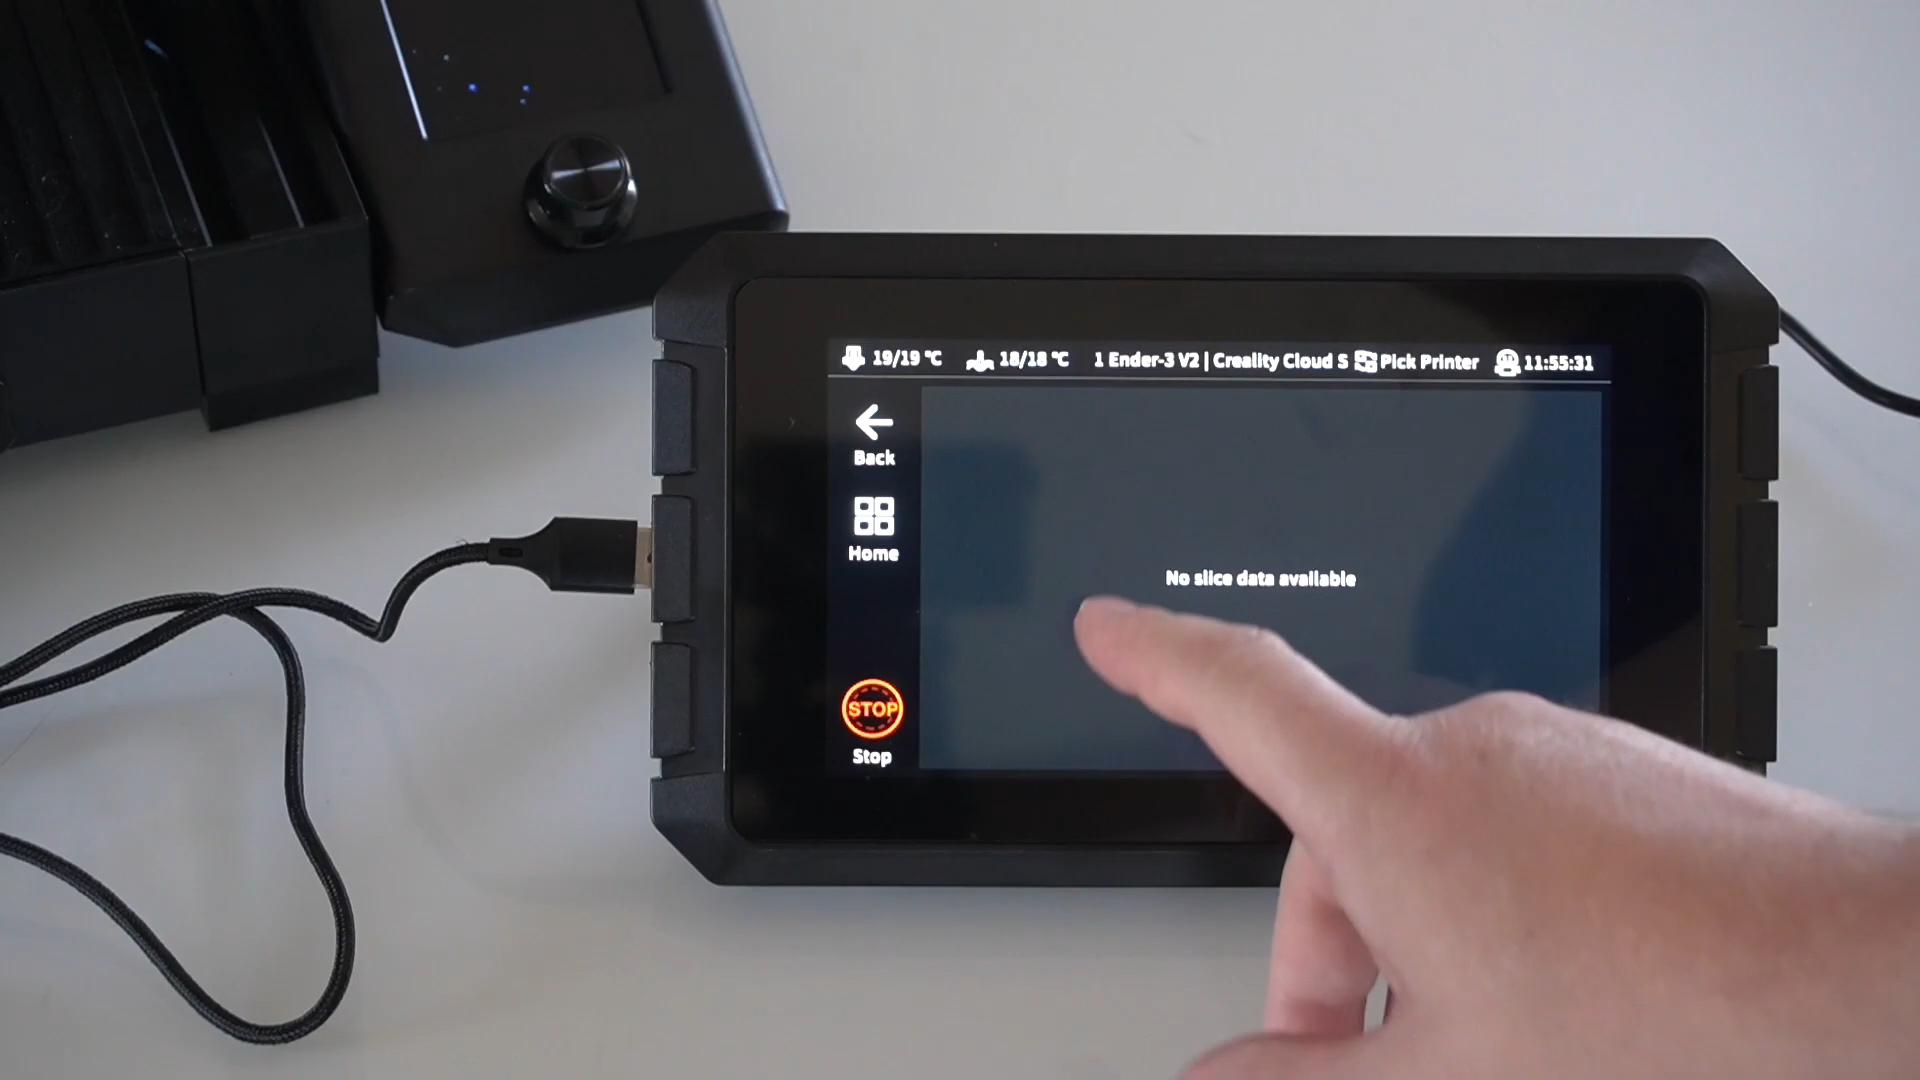 19/19 °C 18/18 °C 1 Ender-3 V2 | Creality Cloud S Pick Printer 11:55:31
Back
Home
No slice data available
STOP
Stop